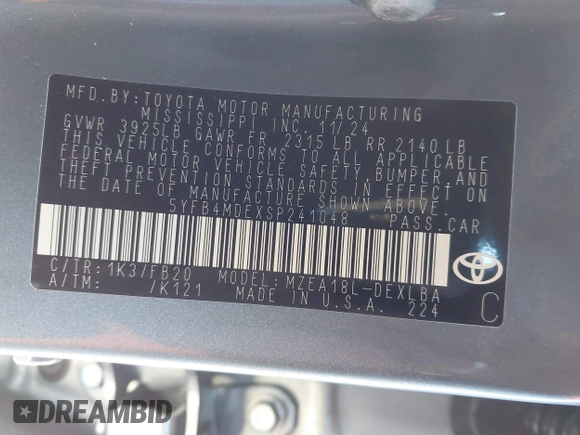 MFD. BY: TOYOTA MOTOR MANUFACTURING
MISSISSIPPI, INC. 11/24
GVWR 3925LB GAWR FR 2315 LB RR 2140 LB
THIS VEHICLE CONFORMS TO ALL APPLICABLE
FEDERAL MOTOR VEHICLE SAFETY, BUMPER, AND
THEFT PREVENTION STANDARDS IN EFFECT ON
THE DATE OF MANUFACTURE SHOWN ABOVE.
5YFB4MDEXSP241048 PASS. CAR
C/TR: 1K3/FB20 MODEL: MZEA18L-DEXLBA
A/TM: /K121 MADE IN U.S.A. 224
C
DREAMBID